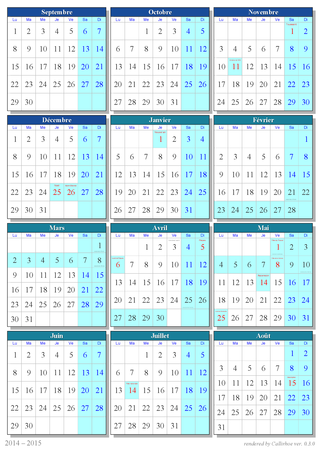 Septembre
Lu Ma Me Je Ve Sa Di
1 2 3 4 5 6 7
8 9 10 11 12 13 14
15 16 17 18 19 20 21
22 23 24 25 26 27 28
29 30
Octobre
Lu Ma Me Je Ve Sa Di
1 2 3 4 5
6 7 8 9 10 11 12
13 14 15 16 17 18 19
20 21 22 23 24 25 26
27 28 29 30 31
Novembre
Lu Ma Me Je Ve Sa Di
1 2
3 4 5 6 7 8 9
10 11 12 13 14 15 16
17 18 19 20 21 22 23
24 25 26 27 28 29 30
Décembre
Lu Ma Me Je Ve Sa Di
1 2 3 4 5 6 7
8 9 10 11 12 13 14
15 16 17 18 19 20 21
22 23 24 25 26 27 28
29 30 31
Janvier
Lu Ma Me Je Ve Sa Di
1 2 3 4
5 6 7 8 9 10 11
12 13 14 15 16 17 18
19 20 21 22 23 24 25
26 27 28 29 30 31
Février
Lu Ma Me Je Ve Sa Di
1
2 3 4 5 6 7 8
9 10 11 12 13 14 15
16 17 18 19 20 21 22
23 24 25 26 27 28
Mars
Lu Ma Me Je Ve Sa Di
1
2 3 4 5 6 7 8
9 10 11 12 13 14 15
16 17 18 19 20 21 22
23 24 25 26 27 28 29
30 31
Avril
Lu Ma Me Je Ve Sa Di
1 2 3 4 5
6 7 8 9 10 11 12
13 14 15 16 17 18 19
20 21 22 23 24 25 26
27 28 29 30
Mai
Lu Ma Me Je Ve Sa Di
1 2 3
4 5 6 7 8 9 10
11 12 13 14 15 16 17
18 19 20 21 22 23 24
25 26 27 28 29 30 31
Juin
Lu Ma Me Je Ve Sa Di
1 2 3 4 5 6 7
8 9 10 11 12 13 14
15 16 17 18 19 20 21
22 23 24 25 26 27 28
29 30
Juillet
Lu Ma Me Je Ve Sa Di
1 2 3 4 5
6 7 8 9 10 11 12
13 14 15 16 17 18 19
20 21 22 23 24 25 26
27 28 29 30 31
Août
Lu Ma Me Je Ve Sa Di
1 2
3 4 5 6 7 8 9
10 11 12 13 14 15 16
17 18 19 20 21 22 23
24 25 26 27 28 29 30
31
2014 – 2015